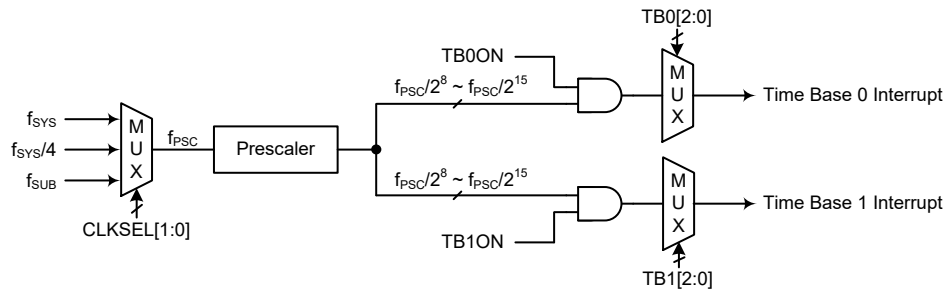 TB0[2:0]
TB0ON
M
U
X
fPSC/2^8 ~ fPSC/2^15
Time Base 0 Interrupt
fSYS
fSYS/4
fSUB
M
U
X
fPSC
Prescaler
CLKSEL[1:0]
fPSC/2^8 ~ fPSC/2^15
TB1ON
M
U
X
Time Base 1 Interrupt
TB1[2:0]